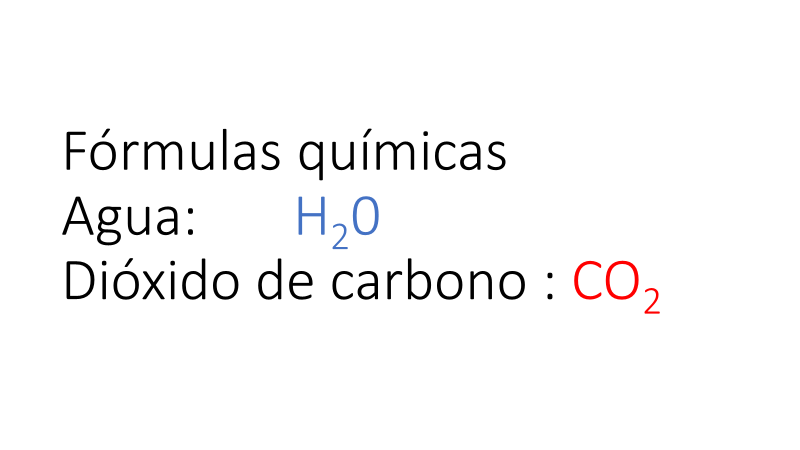 Fórmulas químicas
Agua: H₂0
Dióxido de carbono : CO₂